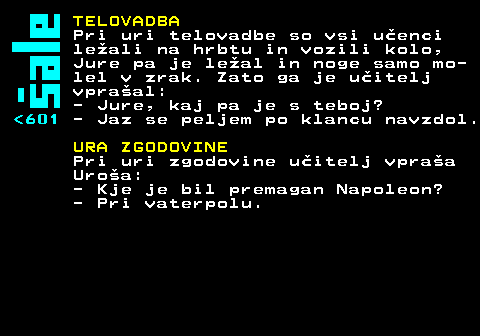 Šale
<601
TELOVADBA
Pri uri telovadbe so vsi učenci
ležali na hrbtu in vozili kolo,
Jure pa je ležal in noge samo mo-
lel v zrak. Zato ga je učitelj
vprašal:
- Jure, kaj pa je s teboj?
- Jaz se peljem po klancu navzdol.
URA ZGODOVINE
Pri uri zgodovine učitelj vpraša
Uroša:
- Kje je bil premagan Napoleon?
- Pri vaterpolu.